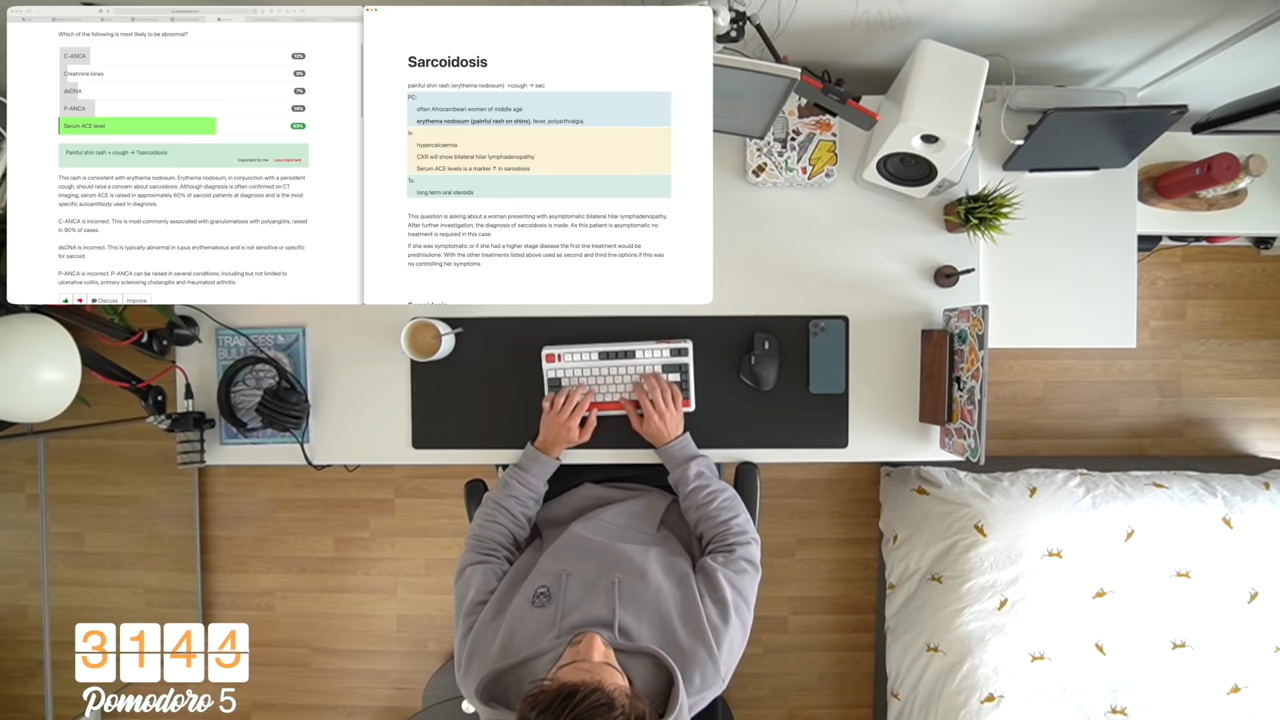 Which of the following is most likely to be abnormal?
C-ANCA 12%
Creatinine kinas 3%
dsDNA 7%
P-ANCA 14%
Serum ACE level 63%
Painful shin rash + cough → ?sarcoidosis
Important for me Less important
This rash is consistent with erythema nodosum. Erythema nodosum, in conjunction with a persistent
cough, should raise a concern about sarcoidosis. Although diagnosis is often confirmed on CT
imaging, serum ACE is raised in approximately 60% of sarcoid patients at diagnosis and is the most
specific autoantibody used in diagnosis.
C-ANCA is incorrect. This is most commonly associated with granulomatosis with polyangiitis, raised
in 90% of cases.
dsDNA is incorrect. This is typically abnormal in lupus erythematosus and is not sensitive or specific
for sarcoid.
P-ANCA is incorrect. P-ANCA can be raised in several conditions, including but not limited to
ulcerative colitis, primary sclerosing cholangitis and rheumatoid arthritis.
Discuss Improve
Sarcoidosis
painful shin rash (erythema nodosum) +cough → sac
PC:
often Afrocarribean women of middle age
erythema nodosum (painful rash on shins), fever, polyarthralgia,
Ix:
hypercalcaemia
CXR will show bilateral hilar lymphadenopathy
Serum ACE levels is a marker ↑ in saroidosis
Tx:
long term oral steroids
This question is asking about a woman presenting with asymptomatic bilateral hilar lymphadenopathy.
After further investigation, the diagnosis of sarcoidosis is made. As this patient is asymptomatic no
treatment is required in this case.
If she was symptomatic or if she had a higher stage disease the first line treatment would be
prednisolone. With the other treatments listed above used as second and third line options if this was
no controlling her symptoms.
TRAINEES'
BULLETIN
314
Pomodoro 5